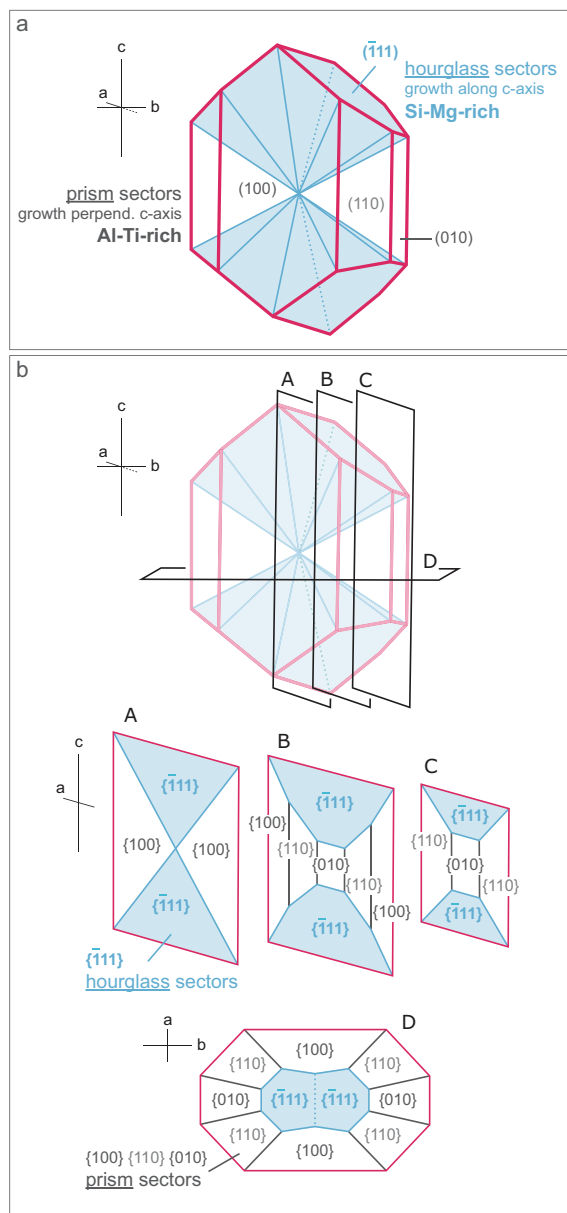 a
c
a
b
(1̅11)
hourglass sectors
growth along c-axis
Si-Mg-rich
prism sectors
growth perpend. c-axis
Al-Ti-rich
(100)
(110)
(010)
b
A
B
C
c
a
b
D
A
B
C
c
a
{1̅11}
{100}
{100}
{1̅11}
{1̅11}
hourglass sectors
{1̅11}
{100}
{110}
{010}
{110}
{100}
{1̅11}
{1̅11}
{110}
{010}
{110}
{1̅11}
a
b
D
{100}
{110}
{110}
{010}
{1̅11}
{1̅11}
{010}
{110}
{110}
{100}
{100} {110} {010}
prism sectors